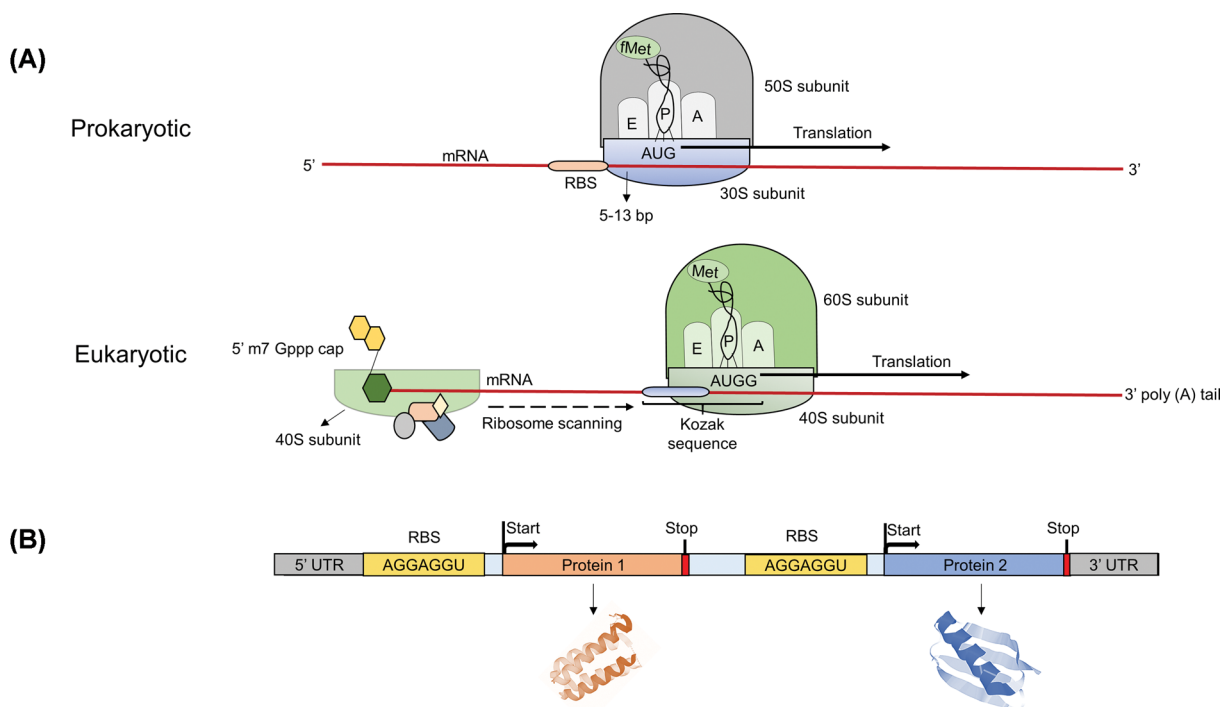 (A)
Prokaryotic
fMet
50S subunit
E
P
A
Translation
5'
mRNA
AUG
3'
RBS
30S subunit
5-13 bp
Eukaryotic
Met
60S subunit
5' m7 Gppp cap
E
P
A
Translation
mRNA
AUGG
3' poly (A) tail
40S subunit
Ribosome scanning
Kozak
sequence
40S subunit
(B)
RBS
Start
Stop
RBS
Start
Stop
5' UTR
AGGAGGU
Protein 1
AGGAGGU
Protein 2
3' UTR